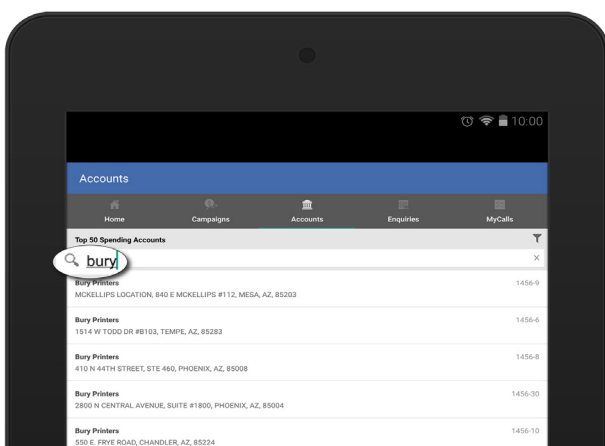 10:00
Accounts
Home Campaigns Accounts Enquiries MyCalls
Top 50 Spending Accounts
bury ×
Bury Printers 1456-9
MCKELLIPS LOCATION, 840 E MCKELLIPS #112, MESA, AZ, 85203
Bury Printers 1456-6
1514 W TODD DR #B103, TEMPE, AZ, 85283
Bury Printers 1456-8
410 N 44TH STREET, STE 460, PHOENIX, AZ, 85008
Bury Printers 1456-30
2800 N CENTRAL AVENUE, SUITE #1800, PHOENIX, AZ, 85004
Bury Printers 1456-10
550 E. FRYE ROAD, CHANDLER, AZ, 85224